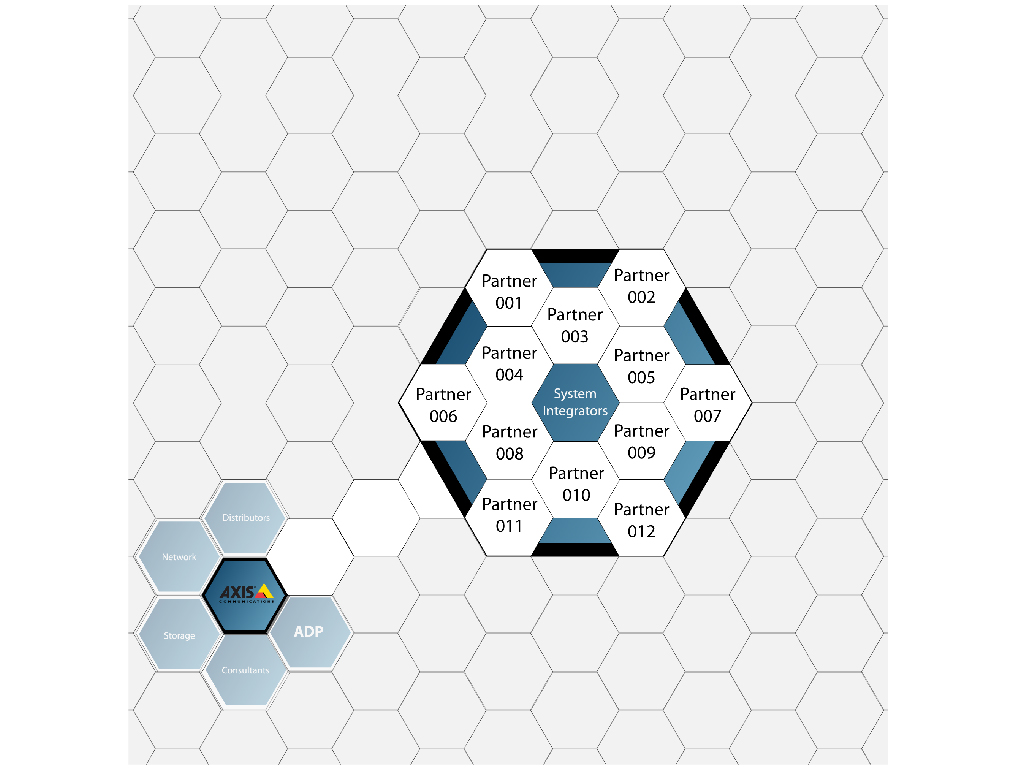 Partner
001
Partner
002
Partner
003
Partner
004
Partner
005
System
Integrators
Partner
006
Partner
007
Partner
008
Partner
009
Partner
010
Partner
011
Partner
012
Distributors
Network
AXIS
COMMUNICATIONS
Storage
ADP
Consultants